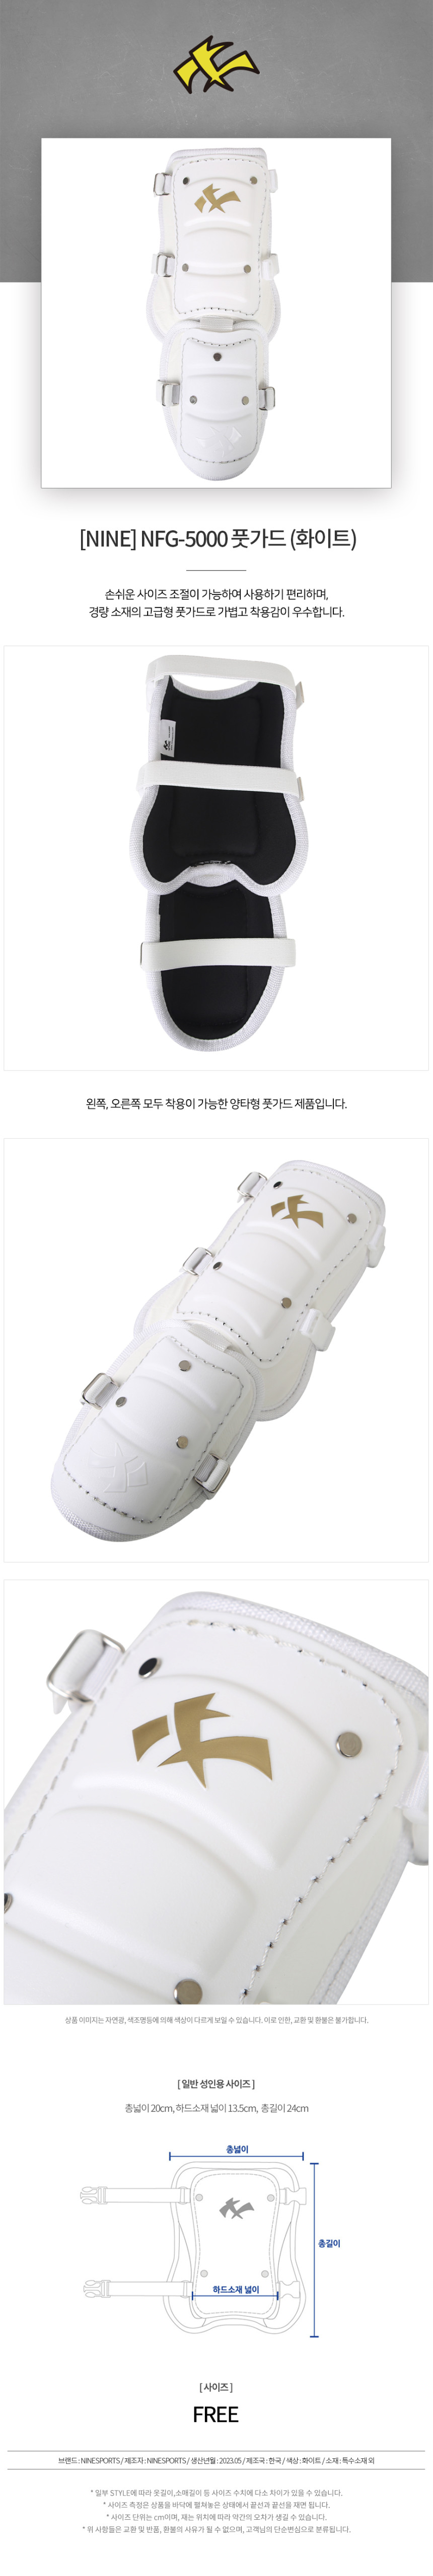 [NINE] NFG-5000 풋가드 (화이트)
손쉬운 사이즈 조절이 가능하여 사용하기 편리하며,
경량 소재의 고급형 풋가드로 가볍고 착용감이 우수합니다.
왼쪽, 오른쪽 모두 착용이 가능한 양타형 풋가드 제품입니다.
상품 이미지는 자연광, 색조명등에 의해 색상이 다르게 보일 수 있습니다. 이로 인한, 교환 및 환불은 불가합니다.
[ 일반 성인용 사이즈 ]
총넓이 20cm, 하드소재 넓이 13.5cm, 총길이 24cm
총넓이
총길이
하드소재 넓이
[ 사이즈 ]
FREE
브랜드 : NINESPORTS / 제조자 : NINESPORTS / 생산년월 : 2023.05 / 제조국 : 한국 / 색상 : 화이트 / 소재 : 특수소재 외
* 일부 STYLE에 따라 옷길이,소매길이 등 사이즈 수치에 다소 차이가 있을 수 있습니다.
* 사이즈 측정은 상품을 바닥에 펼쳐놓은 상태에서 끝선과 끝선을 재면 됩니다.
* 사이즈 단위는 cm이며, 재는 위치에 따라 약간의 오차가 생길 수 있습니다.
* 위 사항들은 교환 및 반품, 환불의 사유가 될 수 없으며, 고객님의 단순변심으로 분류됩니다.